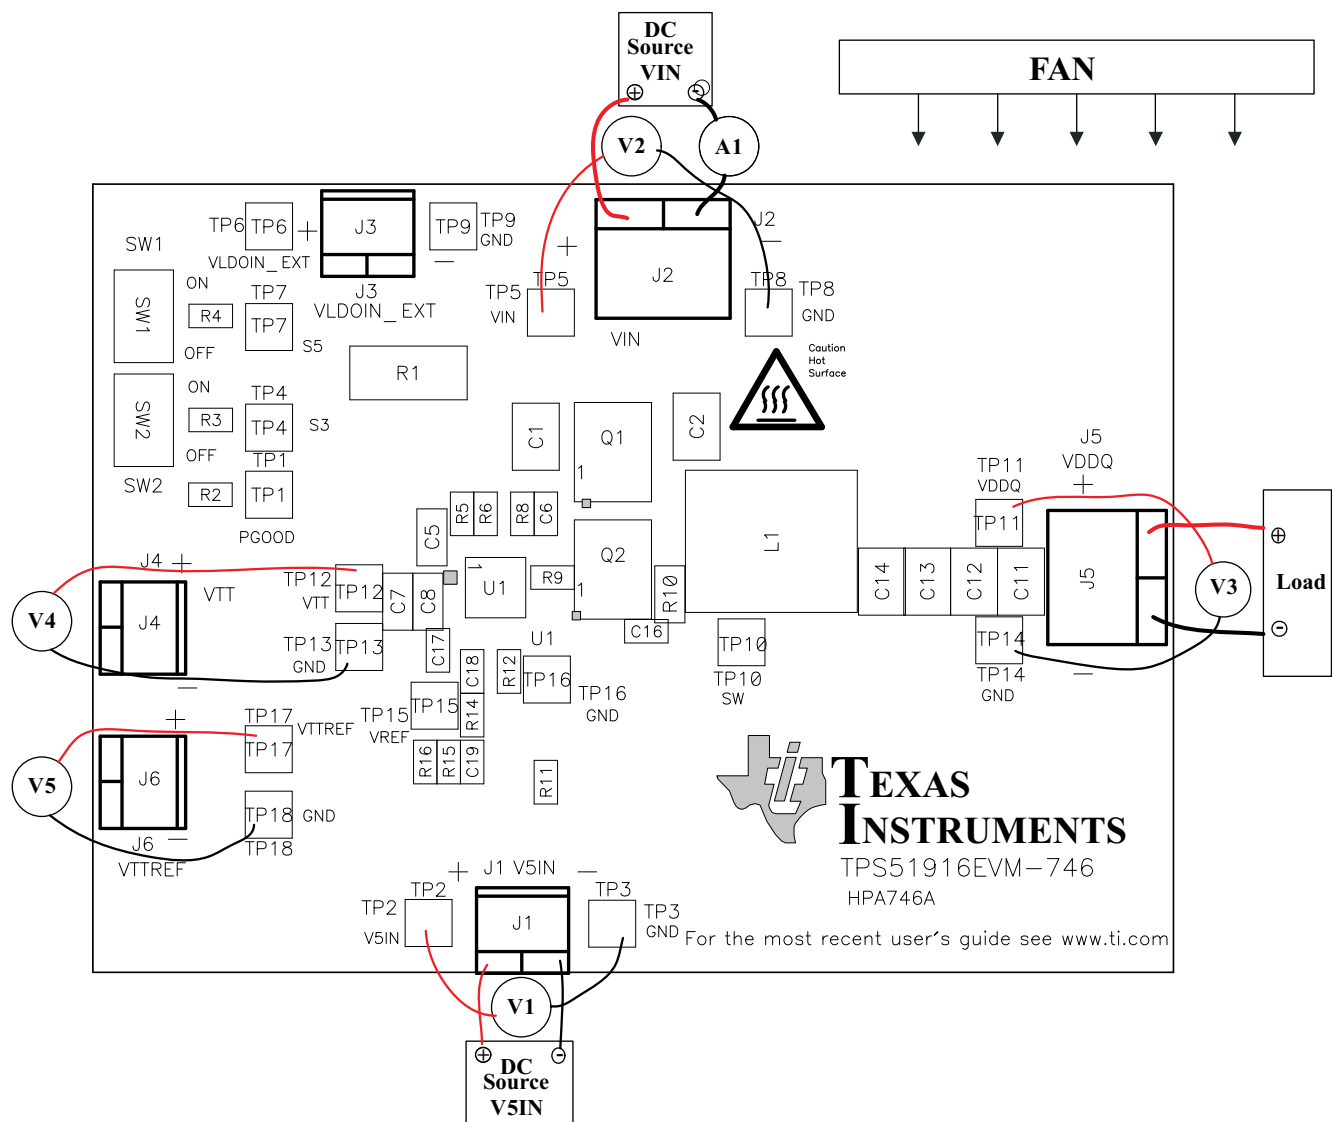 DC
Source
VIN
FAN
V2
A1
TP6
TP6
VLDOIN_EXT
J3
J3
VLDOIN_EXT
TP9
TP9
GND
J2
J2
VIN
TP5
TP5
VIN
TP8
TP8
GND
SW1
SW1
ON
R4
OFF
TP7
TP7
S5
R1
Caution
Hot
Surface
SW2
SW2
ON
R3
OFF
TP4
TP4
S3
R2
TP1
TP1
PGOOD
C1
Q1
1
C2
C5
R5
R6
R8
C6
Q2
1
L1
J5
VDDQ
TP11
VDDQ
TP11
J5
V3
Load
J4
VTT
J4
V4
TP12
VTT
TP12
TP13
GND
TP13
C7
C8
1
U1
U1
R9
R10
C16
C14
C13
C12
C11
TP10
TP10
SW
TP14
TP14
GND
C17
C18
R12
TP16
TP16
GND
TP15
VREF
TP15
R14
R16
R15
C19
R11
TP17
VTTREF
TP17
V5
J6
J6
VTTREF
TP18
GND
TP18
TEXAS
INSTRUMENTS
TPS51916EVM-746
HPA746A
J1 V5IN
TP2
TP2
V5IN
J1
TP3
TP3
GND
For the most recent user's guide see www.ti.com
V1
DC
Source
V5IN